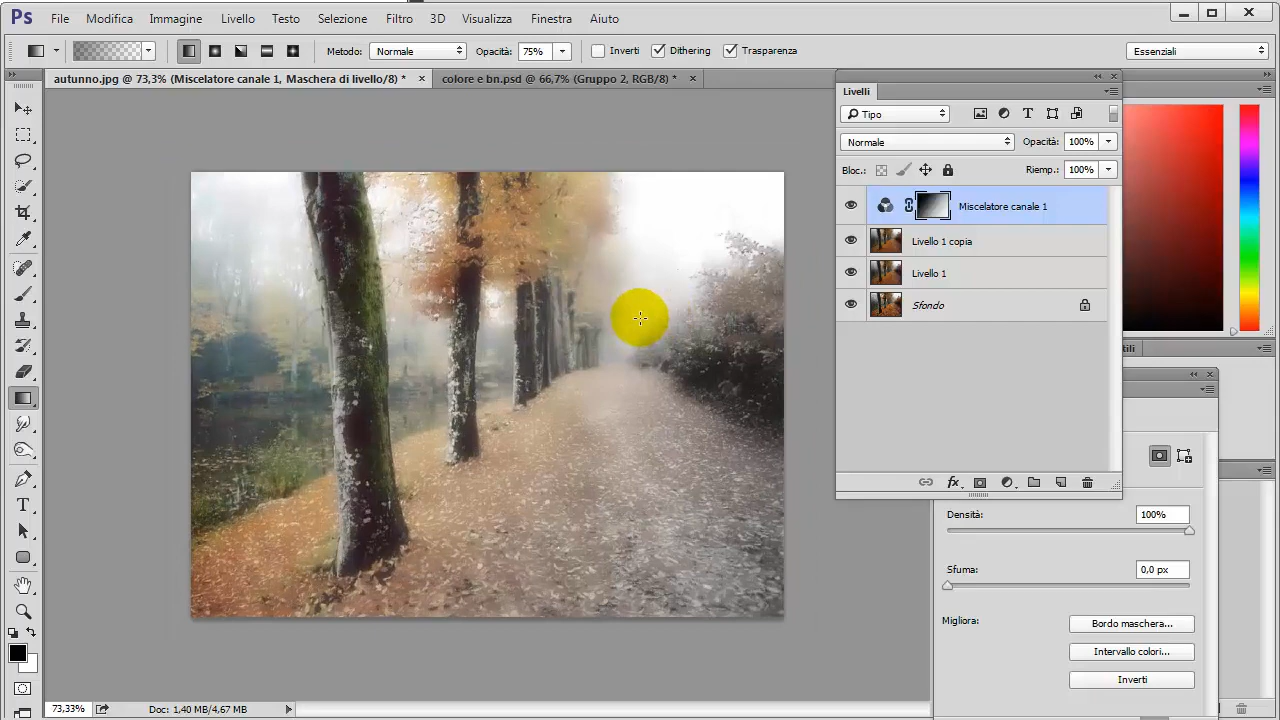 Ps File Modifica Immagine Livello Testo Selezione Filtro 3D Visualizza Finestra Aiuto
Metodo: Normale Opacità: 75% Inverti Dithering Trasparenza Essenziali
autunno.jpg @ 73,3% (Miscelatore canale 1, Maschera di livello/8) * × colore e bn.psd @ 66,7% (Gruppo 2, RGB/8) * ×
Livelli
Tipo
Normale Opacità: 100%
Bloc.: Riemp.: 100%
Miscelatore canale 1
Livello 1 copia
Livello 1
Sfondo
Densità: 100%
Sfuma: 0,0 px
Migliora: Bordo maschera...
Intervallo colori...
Inverti
73,33% Doc: 1,40 MB/4,67 MB